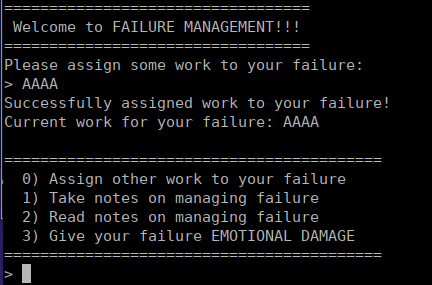 ==================================
Welcome to FAILURE MANAGEMENT!!!
==================================
Please assign some work to your failure:
> AAAA
Successfully assigned work to your failure!
Current work for your failure: AAAA
=============================================
0) Assign other work to your failure
1) Take notes on managing failure
2) Read notes on managing failure
3) Give your failure EMOTIONAL DAMAGE
=============================================
>